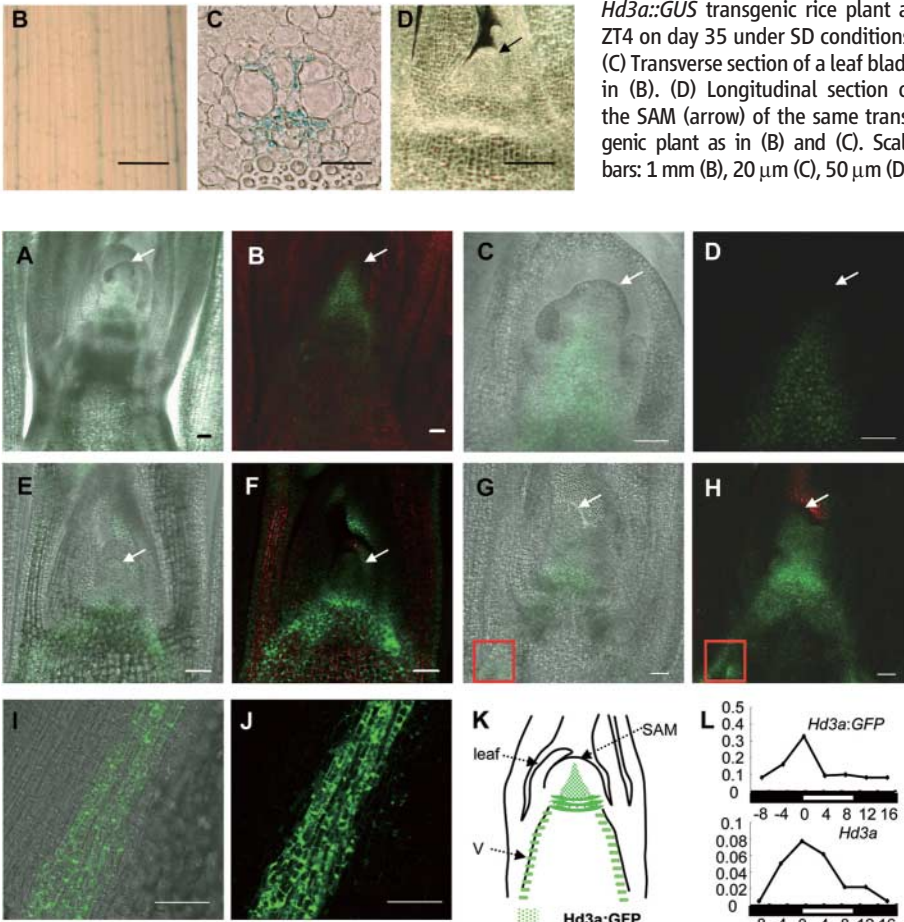 B
C
D
Hd3a::GUS transgenic rice plant a
ZT4 on day 35 under SD conditions
(C) Transverse section of a leaf blad
in (B). (D) Longitudinal section o
the SAM (arrow) of the same trans
genic plant as in (B) and (C). Scal
bars: 1 mm (B), 20 μm (C), 50 μm (D
A
B
C
D
E
F
G
H
I
J
K
leaf
SAM
V
Hd3a:GFP
L
0.5
0.4
0.3
0.2
0.1
0
Hd3a:GFP
-8 -4 0 4 8 12 16
0.1
0.08
0.06
0.04
0.02
0
Hd3a